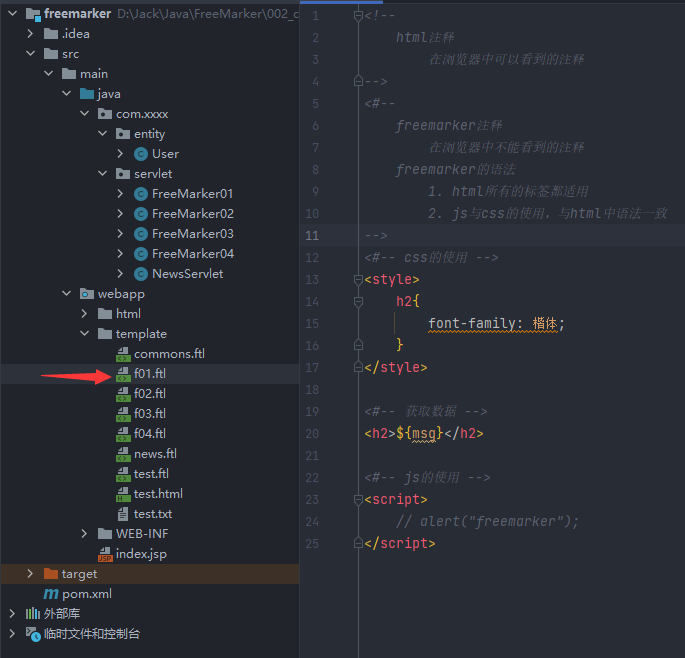 freemarker D:\Jack\Java\FreeMarker\002_c
.idea
src
main
java
com.xxxx
entity
User
servlet
FreeMarker01
FreeMarker02
FreeMarker03
FreeMarker04
NewsServlet
webapp
html
template
commons.ftl
f01.ftl
f02.ftl
f03.ftl
f04.ftl
news.ftl
test.ftl
test.html
test.txt
WEB-INF
index.jsp
target
pom.xml
外部库
临时文件和控制台
1 <!--
2 html注释
3 在浏览器中可以看到的注释
4 -->
5 <#--
6 freemarker注释
7 在浏览器中不能看到的注释
8 freemarker的语法
9 1. html所有的标签都适用
10 2. js与css的使用，与html中语法一致
11 -->
12 <#-- css的使用 -->
13 <style>
14 h2{
15 font-family: 楷体;
16 }
17 </style>
18
19 <#-- 获取数据 -->
20 <h2>${msg}</h2>
21
22 <#-- js的使用 -->
23 <script>
24 // alert("freemarker");
25 </script>